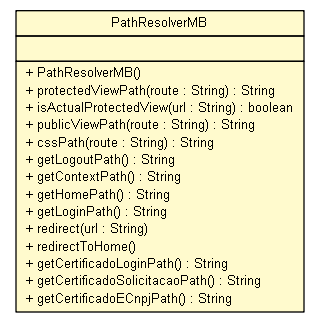 PathResolverMB
+ PathResolverMB()
+ protectedViewPath(route : String) : String
+ isActualProtectedView(url : String) : boolean
+ publicViewPath(route : String) : String
+ cssPath(route : String) : String
+ getLogoutPath() : String
+ getContextPath() : String
+ getHomePath() : String
+ getLoginPath() : String
+ redirect(url : String)
+ redirectToHome()
+ getCertificadoLoginPath() : String
+ getCertificadoSolicitacaoPath() : String
+ getCertificadoECnpjPath() : String